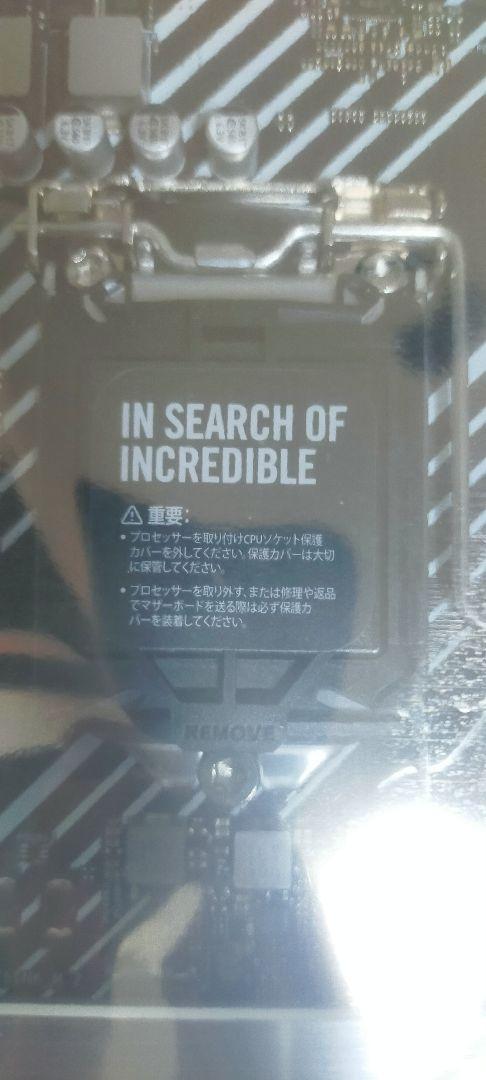 IN SEARCH OF
INCREDIBLE
重要:
• プロセッサーを取り付けCPUソケット保護
カバーを外してください。保護カバーは大切
に保管してください。
• プロセッサーを取り外す、または修理や返品
でマザーボードを送る際は必ず保護カ
バーを装着してください。
REMOVE